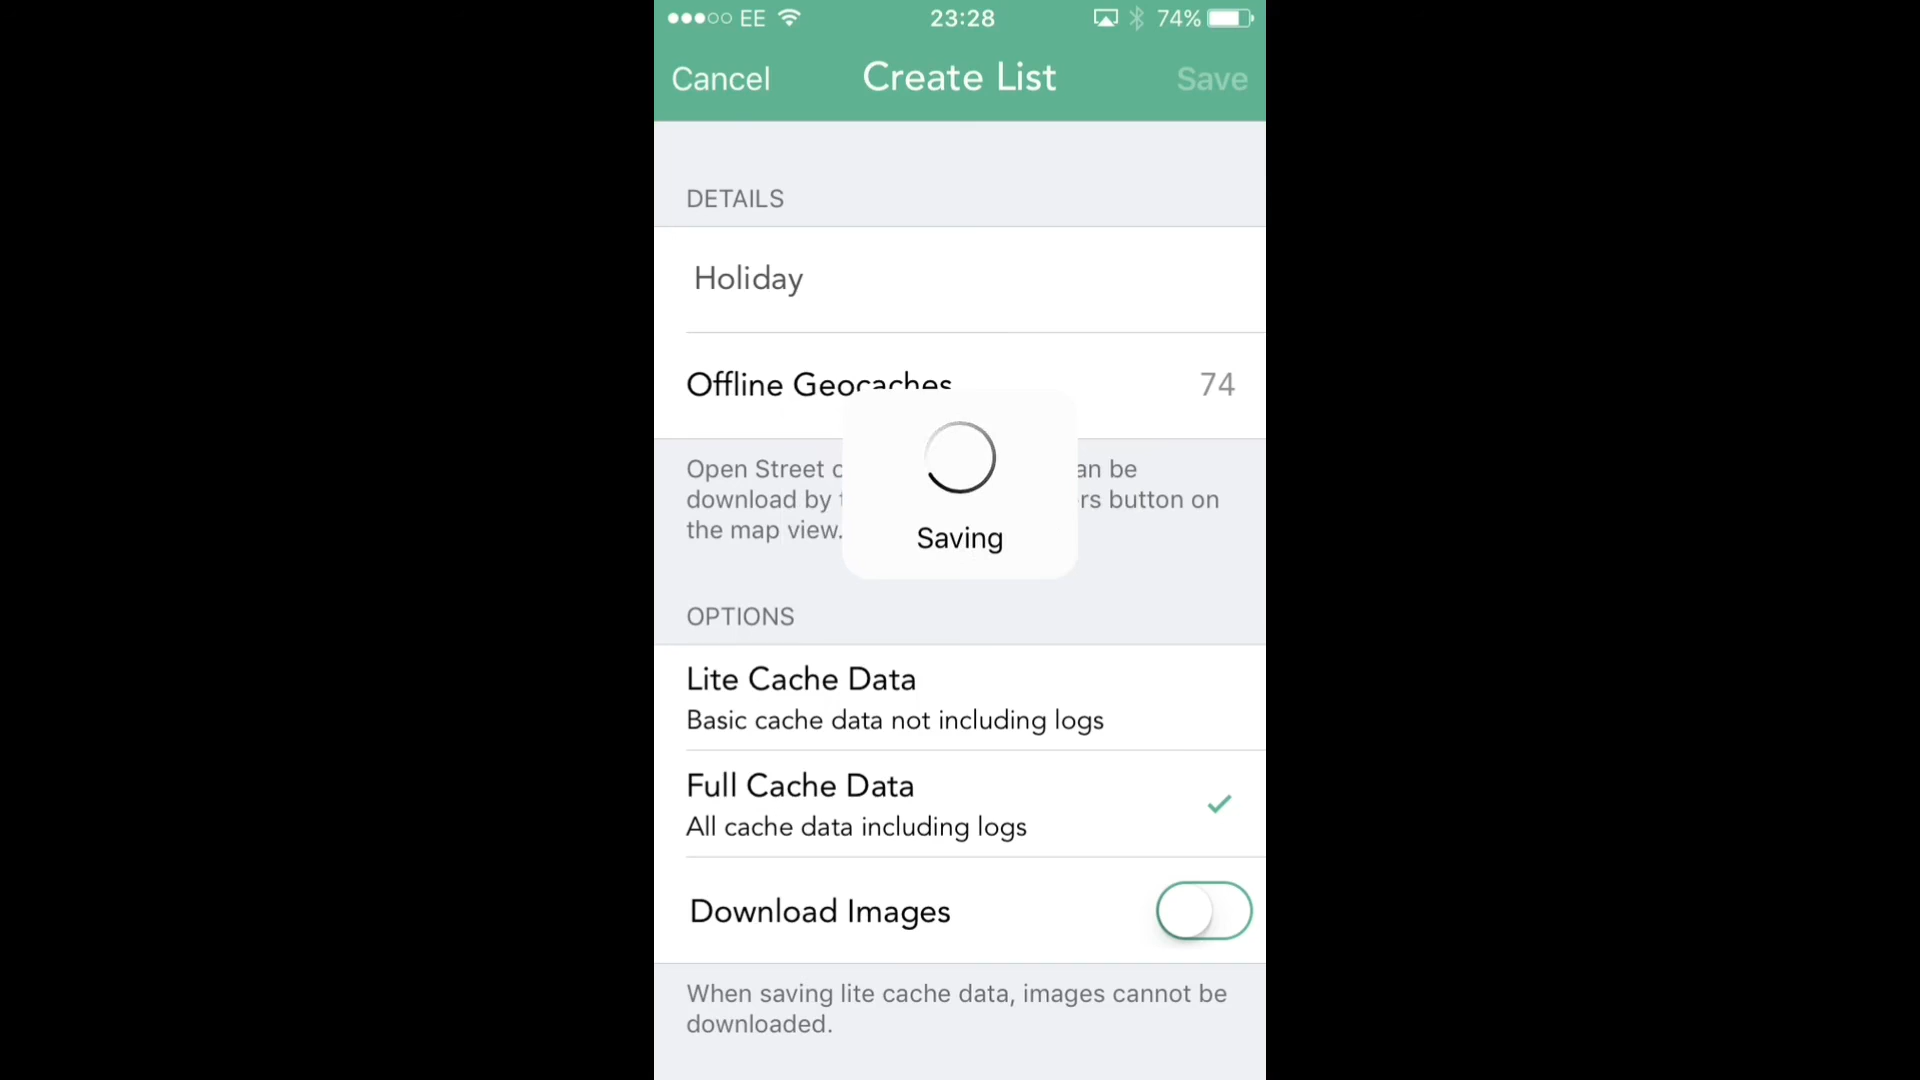 EE 23:28 74%
Cancel Create List Save
DETAILS
Holiday
Offline Geocaches 74
Open Street an be
download by rs button on
the map view.
Saving
OPTIONS
Lite Cache Data
Basic cache data not including logs
Full Cache Data
All cache data including logs
Download Images
When saving lite cache data, images cannot be
downloaded.